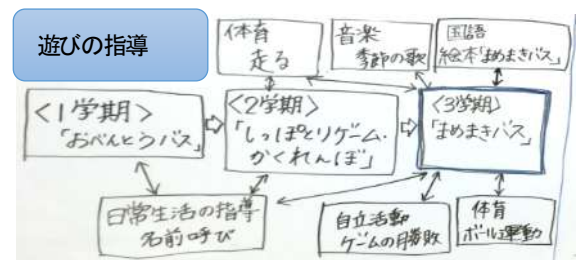 遊びの指導
体育
走る
音楽
季節の歌
国語
絵本「まめまきバス」
<1学期>
「おべんとうバス」
<2学期>
「しっぽとりゲーム・
かくれんぼ」
<3学期>
「まめまきバス」
日常生活の指導
名前呼び
自立活動
ゲームの勝敗
体育
ボール運動